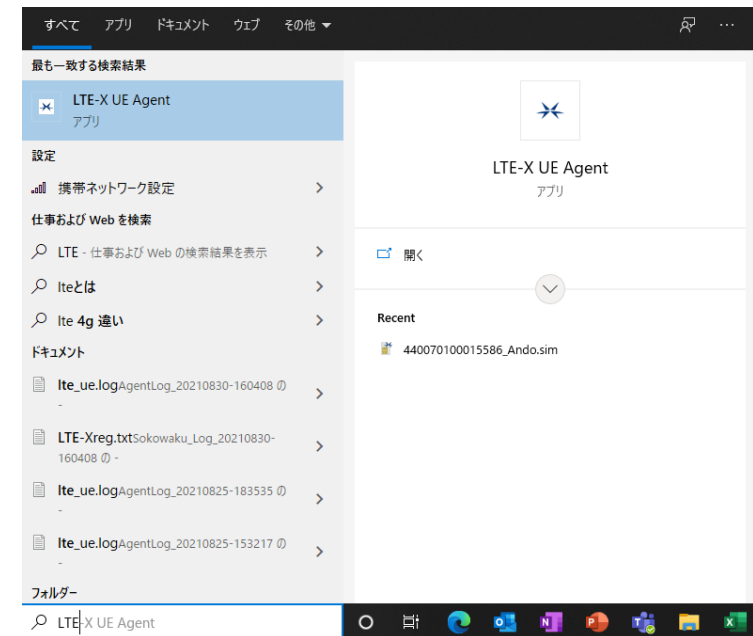 すべて アプリ ドキュメント ウェブ その他
最も一致する検索結果
LTE-X UE Agent
アプリ
設定
携帯ネットワーク設定
仕事および Web を検索
LTE - 仕事および Web の検索結果を表示
lteとは
lte 4g 違い
ドキュメント
lte_ue.logAgentLog_20210830-160408 の
-
LTE-Xreg.txtSokowaku_Log_20210830-
160408 の -
lte_ue.logAgentLog_20210825-183535 の
-
lte_ue.logAgentLog_20210825-153217 の
-
フォルダー
LTE-X UE Agent
LTE-X UE Agent
アプリ
開く
Recent
440070100015586_Ando.sim